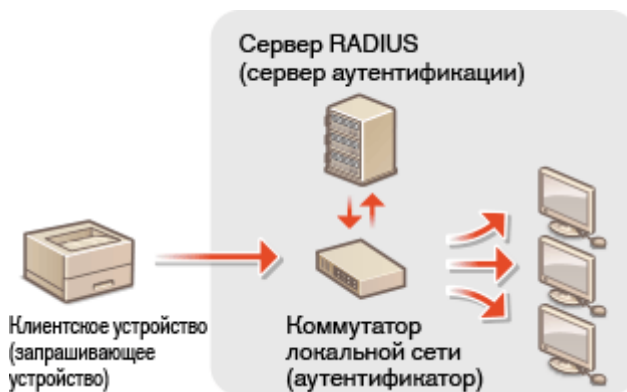 Сервер RADIUS
(сервер аутентификации)
Клиентское устройство
(запрашивающее
устройство)
Коммутатор
локальной сети
(аутентификатор)